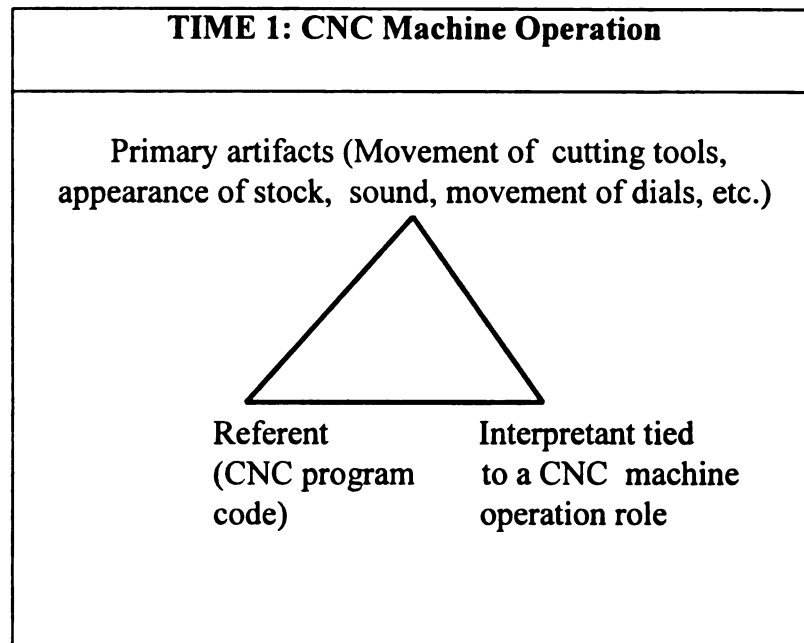 TIME 1: CNC Machine Operation
Primary artifacts (Movement of cutting tools,
appearance of stock, sound, movement of dials, etc.)
Referent
(CNC program
code)
Interpretant tied
to a CNC machine
operation role